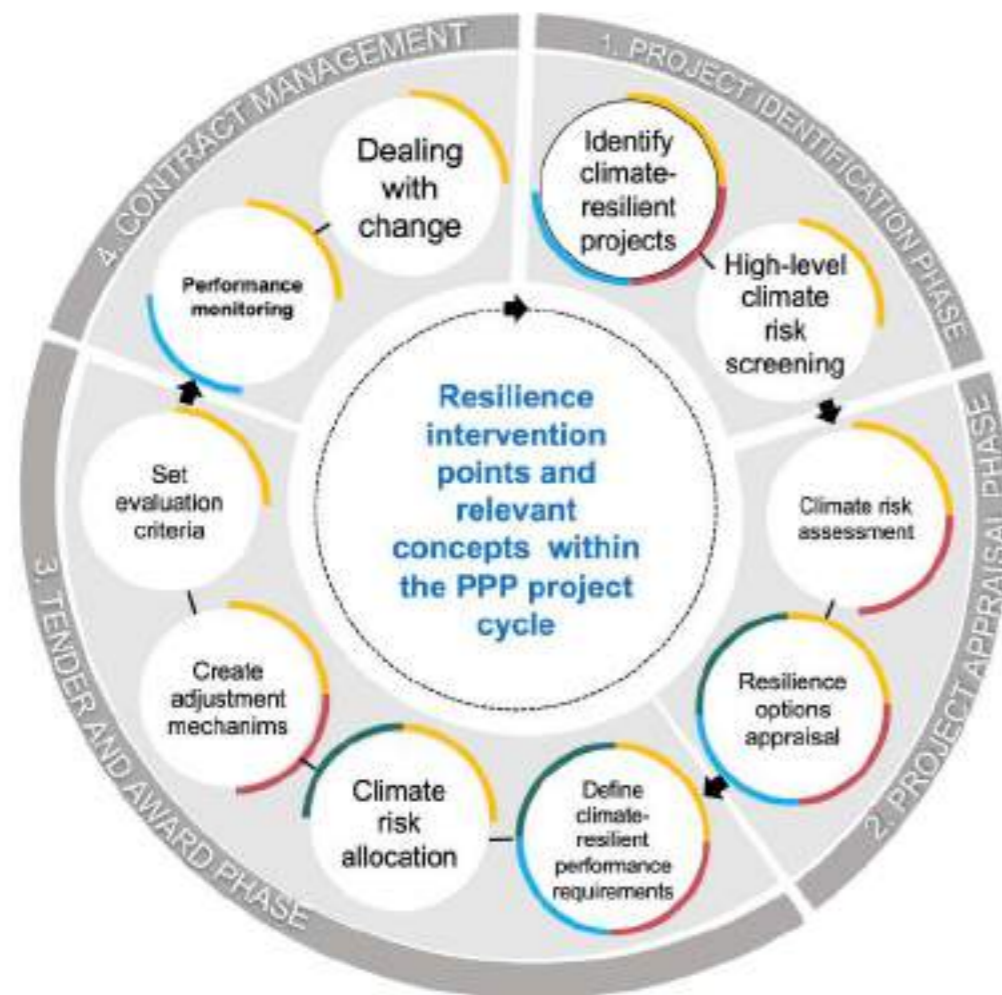 1. PROJECT IDENTIFICATION PHASE
Identify
climate-
resilient
projects
High-level
climate
risk
screening
2. PROJECT APPRAISAL PHASE
Climate risk
assessment
Resilience
options
appraisal
3. TENDER AND AWARD PHASE
Define
climate-
resilient
performance
requirements
Climate
risk
allocation
Create
adjustment
mechanims
Set
evaluation
criteria
4. CONTRACT MANAGEMENT
Performance
monitoring
Dealing
with
change
Resilience
intervention
points and
relevant
concepts within
the PPP project
cycle